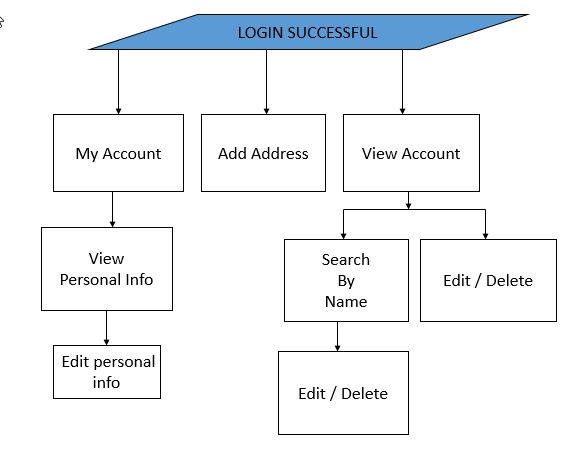 LOGIN SUCCESSFUL
My Account
Add Address
View Account
View
Personal Info
Search
By
Name
Edit / Delete
Edit personal
info
Edit / Delete